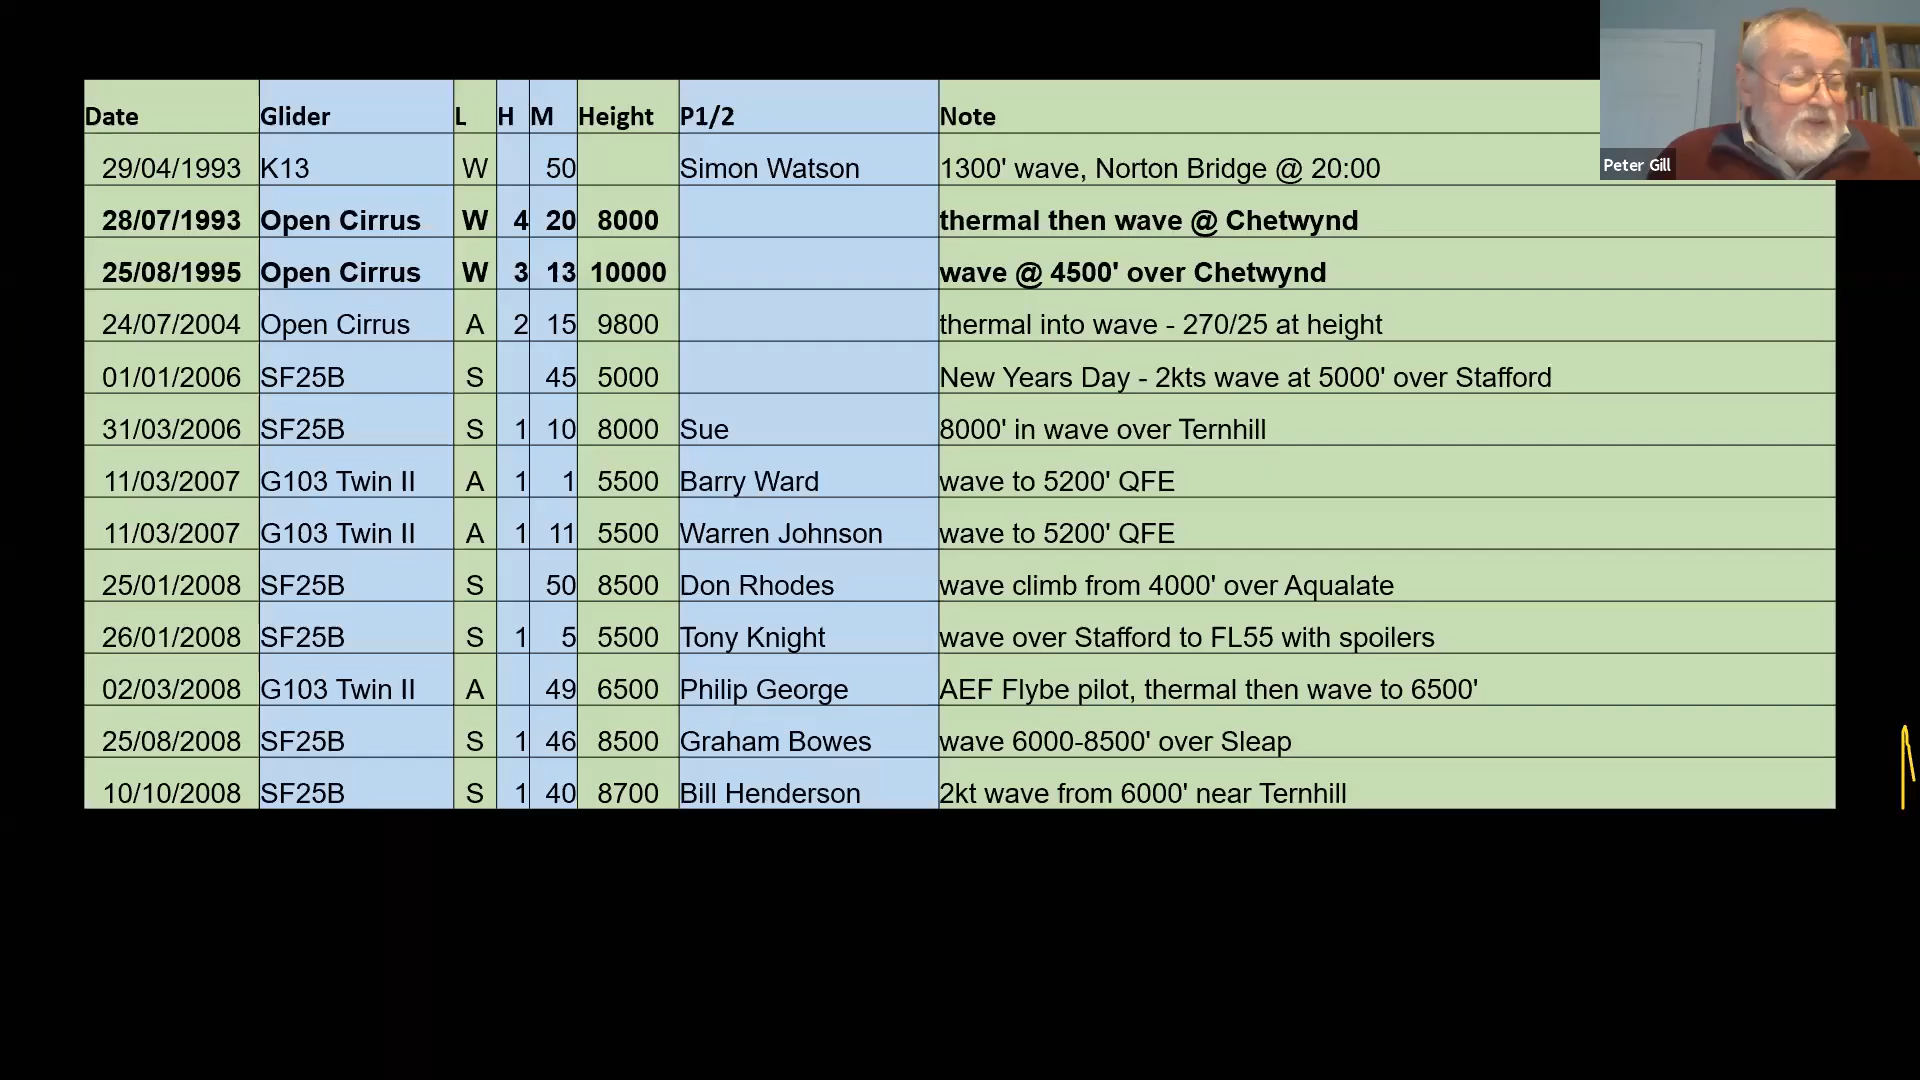 Date Glider L H M Height P1/2 Note
29/04/1993 K13 W 50 Simon Watson 1300' wave, Norton Bridge @ 20:00
28/07/1993 Open Cirrus W 4 20 8000 thermal then wave @ Chetwynd
25/08/1995 Open Cirrus W 3 13 10000 wave @ 4500' over Chetwynd
24/07/2004 Open Cirrus A 2 15 9800 thermal into wave - 270/25 at height
01/01/2006 SF25B S 45 5000 New Years Day - 2kts wave at 5000' over Stafford
31/03/2006 SF25B S 1 10 8000 Sue 8000' in wave over Ternhill
11/03/2007 G103 Twin II A 1 1 5500 Barry Ward wave to 5200' QFE
11/03/2007 G103 Twin II A 1 11 5500 Warren Johnson wave to 5200' QFE
25/01/2008 SF25B S 50 8500 Don Rhodes wave climb from 4000' over Aqualate
26/01/2008 SF25B S 1 5 5500 Tony Knight wave over Stafford to FL55 with spoilers
02/03/2008 G103 Twin II A 49 6500 Philip George AEF Flybe pilot, thermal then wave to 6500'
25/08/2008 SF25B S 1 46 8500 Graham Bowes wave 6000-8500' over Sleap
10/10/2008 SF25B S 1 40 8700 Bill Henderson 2kt wave from 6000' near Ternhill
Peter Gill